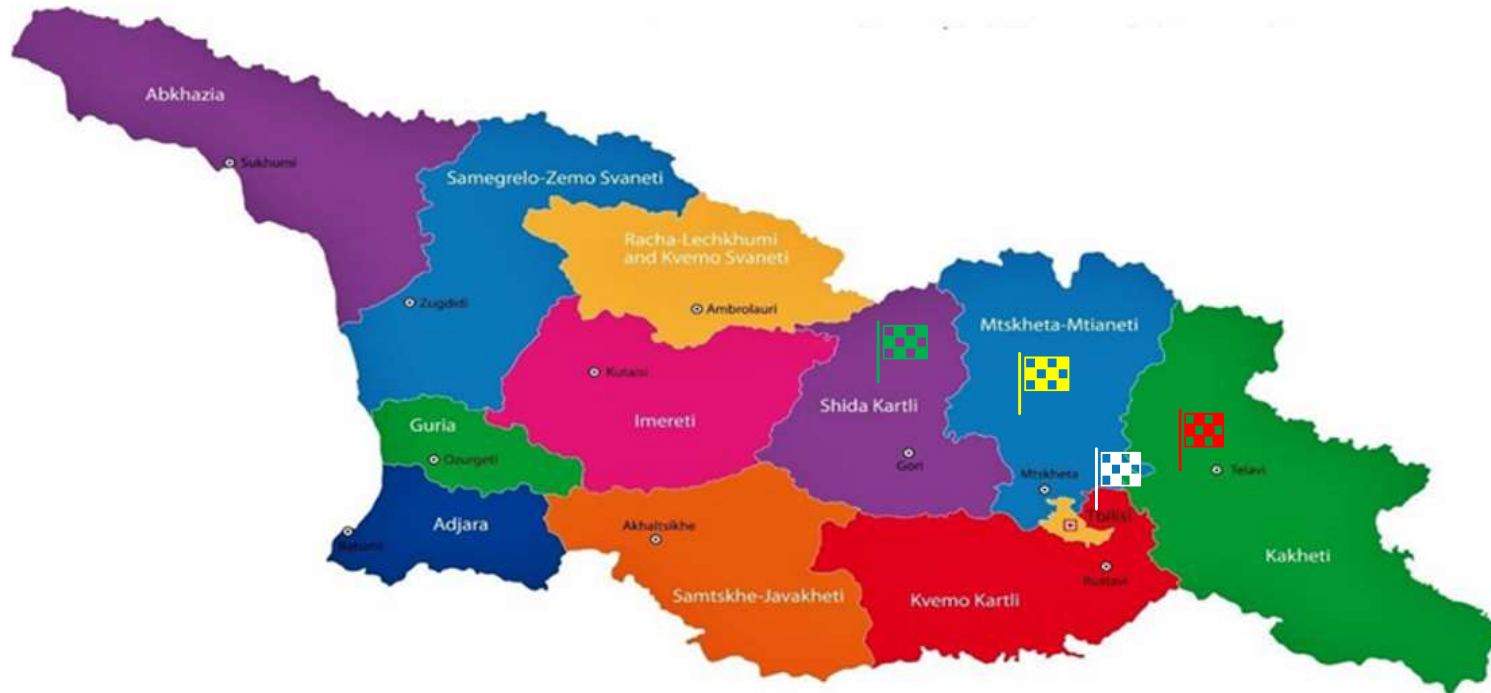 Abkhazia
Sukhumi
Samegrelo-Zemo Svaneti
Racha-Lechkhumi
and Kvemo Svaneti
Zugdidi
Ambrolauri
Mtskheta-Mtianeti
Kutaisi
Shida Kartli
Imereti
Guria
Ozurgeti
Gori
Mtskheta
Telavi
Tbilisi
Adjara
Batumi
Akhaltsikhe
Kakheti
Rustavi
Samtskhe-Javakheti
Kvemo Kartli